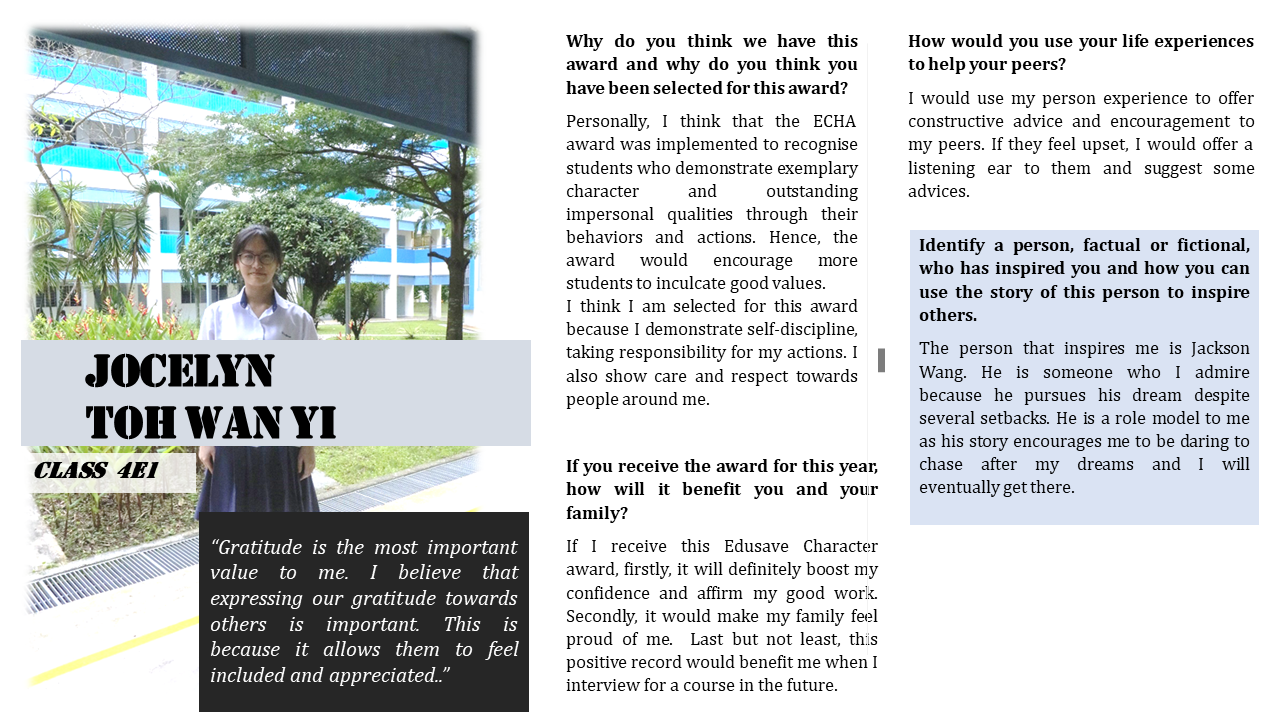 JOCELYN
TOH WAN YI
CLASS 4E1
“Gratitude is the most important
value to me. I believe that
expressing our gratitude towards
others is important. This is
because it allows them to feel
included and appreciated..”
Why do you think we have this
award and why do you think you
have been selected for this award?
Personally, I think that the ECHA
award was implemented to recognise
students who demonstrate exemplary
character and outstanding
impersonal qualities through their
behaviors and actions. Hence, the
award would encourage more
students to inculcate good values.
I think I am selected for this award
because I demonstrate self-discipline,
taking responsibility for my actions. I
also show care and respect towards
people around me.
If you receive the award for this year,
how will it benefit you and your
family?
If I receive this Edusave Character
award, firstly, it will definitely boost my
confidence and affirm my good work.
Secondly, it would make my family feel
proud of me. Last but not least, this
positive record would benefit me when I
interview for a course in the future.
How would you use your life experiences
to help your peers?
I would use my person experience to offer
constructive advice and encouragement to
my peers. If they feel upset, I would offer a
listening ear to them and suggest some
advices.
Identify a person, factual or fictional,
who has inspired you and how you can
use the story of this person to inspire
others.
The person that inspires me is Jackson
Wang. He is someone who I admire
because he pursues his dream despite
several setbacks. He is a role model to me
as his story encourages me to be daring to
chase after my dreams and I will
eventually get there.